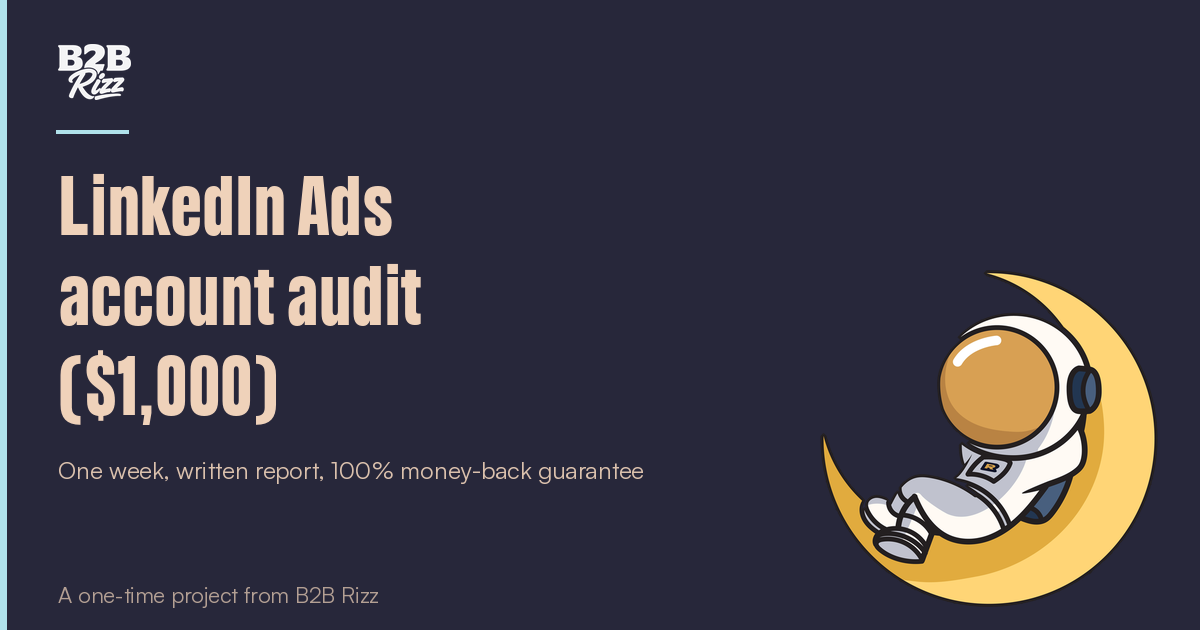 B2B
Rizz
LinkedIn Ads
account audit
($1,000)
One week, written report, 100% money-back guarantee
R
A one-time project from B2B Rizz